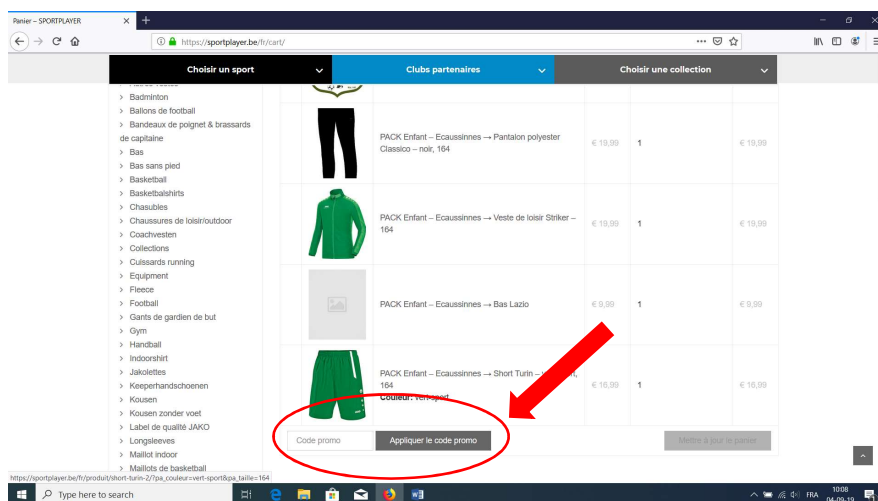 Panier – SPORTPLAYER
https://sportplayer.be/fr/cart/
Choisir un sport
Clubs partenaires
Choisir une collection
Badminton
Ballons de football
Bandeaux de poignet & brassards
de capitaine
Bas
Bas sans pied
Basketball
Basketbalshirts
Chasubles
Chaussures de loisir/outdoor
Coachvesten
Collections
Cuissards running
Equipment
Fleece
Football
Gants de gardien de but
Gym
Handball
Indoorshirt
Jakolettes
Keeperhandschoenen
Kousen
Kousen zonder voet
Label de qualité JAKO
Longsleeves
Maillot indoor
Maillots de basketball
PACK Enfant – Ecaussinnes → Pantalon polyester
Classico – noir, 164
€ 19,99 1 € 19,99
PACK Enfant – Ecaussinnes → Veste de loisir Striker –
164
€ 19,99 1 € 19,99
PACK Enfant – Ecaussinnes → Bas Lazio
€ 9,99 1 € 9,99
PACK Enfant – Ecaussinnes → Short Turin –
164
Couleur: vert-sport
€ 16,99 1 € 16,99
Code promo
Appliquer le code promo
Mettre à jour le panier
https://sportplayer.be/fr/produit/short-turin-2/?pa_couleur=vert-sport&pa_taille=164
Type here to search
FRA
10:08
04-09-19